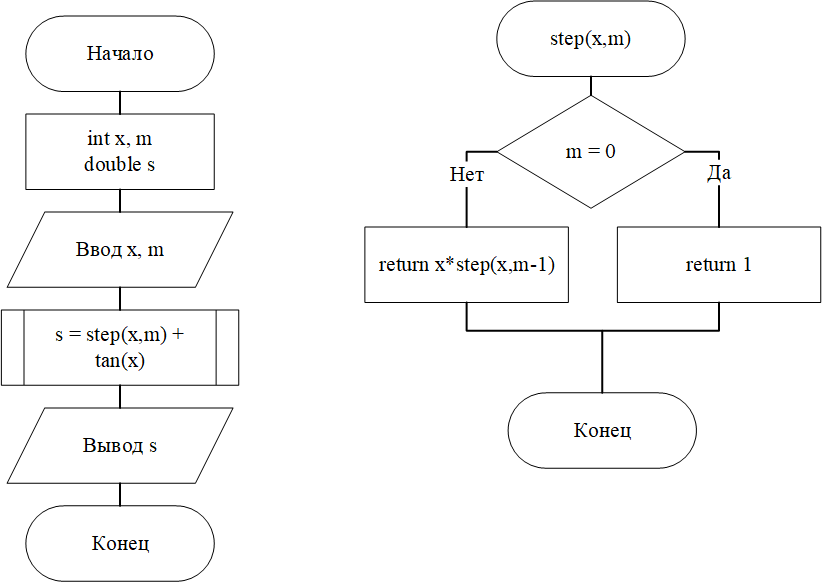 Начало
int x, m
double s
Ввод x, m
s = step(x,m) +
tan(x)
Вывод s
Конец
step(x,m)
m = 0
Нет
Да
return x*step(x,m-1)
return 1
Конец